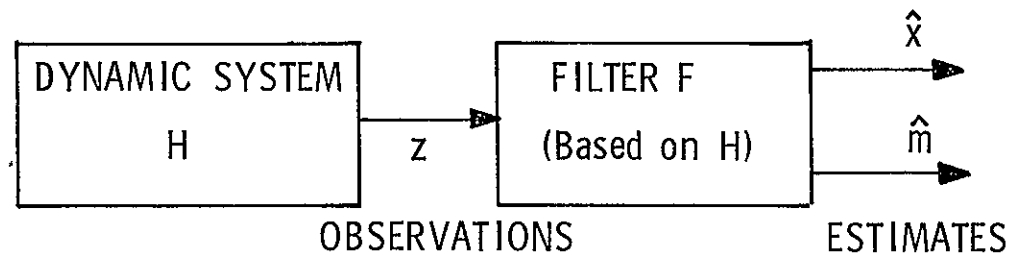 DYNAMIC SYSTEM
H
z
FILTER F
(Based on H)
x̂
m̂
OBSERVATIONS
ESTIMATES